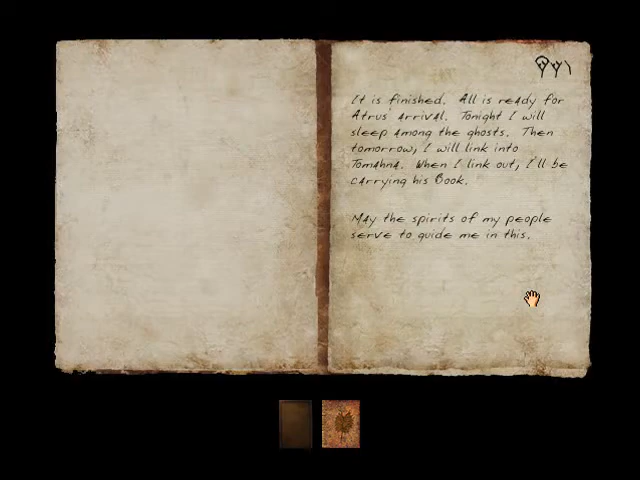 It is finished. All is ready for
Atrus' arrival. Tonight I will
sleep among the ghosts. Then
tomorrow, I will link into
Tomahna. When I link out, I'll be
carrying his Book.
May the spirits of my people
serve to guide me in this.